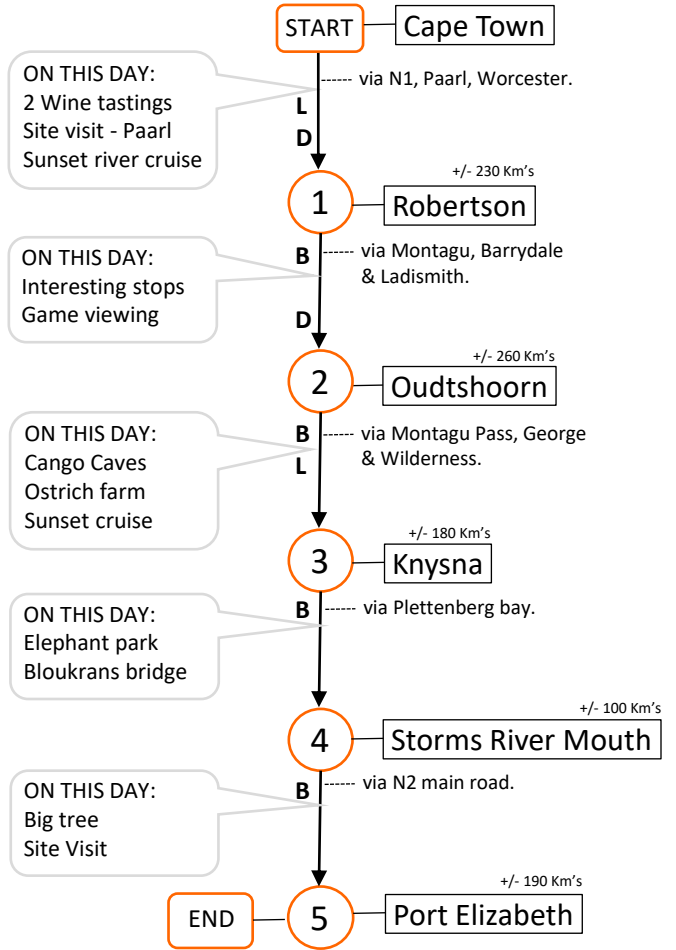 START
Cape Town
ON THIS DAY:
2 Wine tastings
Site visit - Paarl
Sunset river cruise
via N1, Paarl, Worcester.
L
D
+/- 230 Km’s
1
Robertson
ON THIS DAY:
Interesting stops
Game viewing
B
via Montagu, Barrydale
& Ladismith.
D
+/- 260 Km’s
2
Oudtshoorn
ON THIS DAY:
Cango Caves
Ostrich farm
Sunset cruise
B
L
via Montagu Pass, George
& Wilderness.
+/- 180 Km’s
3
Knysna
ON THIS DAY:
Elephant park
Bloukrans bridge
B
via Plettenberg bay.
+/- 100 Km’s
4
Storms River Mouth
ON THIS DAY:
Big tree
Site Visit
B
via N2 main road.
+/- 190 Km’s
END
5
Port Elizabeth